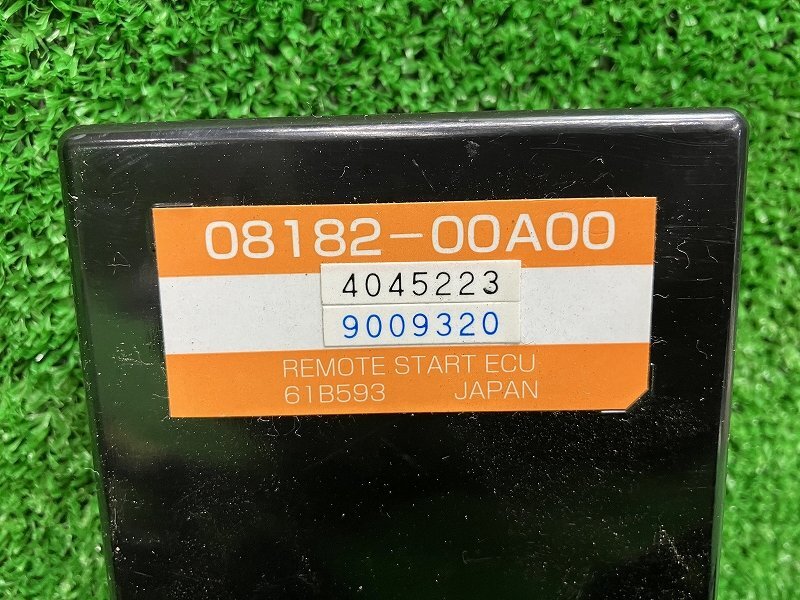 08182-00A00
4045223
9009320
REMOTE START ECU
61B593 JAPAN